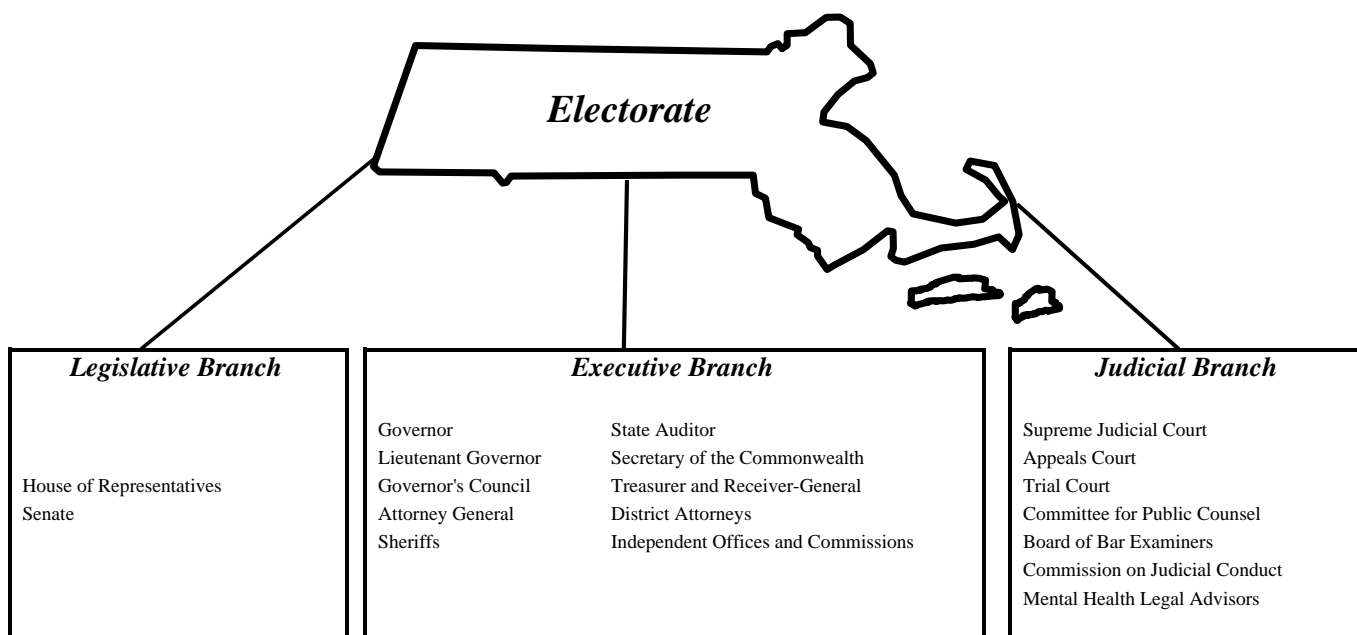 Electorate
Legislative Branch
House of Representatives
Senate
Executive Branch
Governor
Lieutenant Governor
Governor's Council
Attorney General
Sheriffs
State Auditor
Secretary of the Commonwealth
Treasurer and Receiver-General
District Attorneys
Independent Offices and Commissions
Judicial Branch
Supreme Judicial Court
Appeals Court
Trial Court
Committee for Public Counsel
Board of Bar Examiners
Commission on Judicial Conduct
Mental Health Legal Advisors